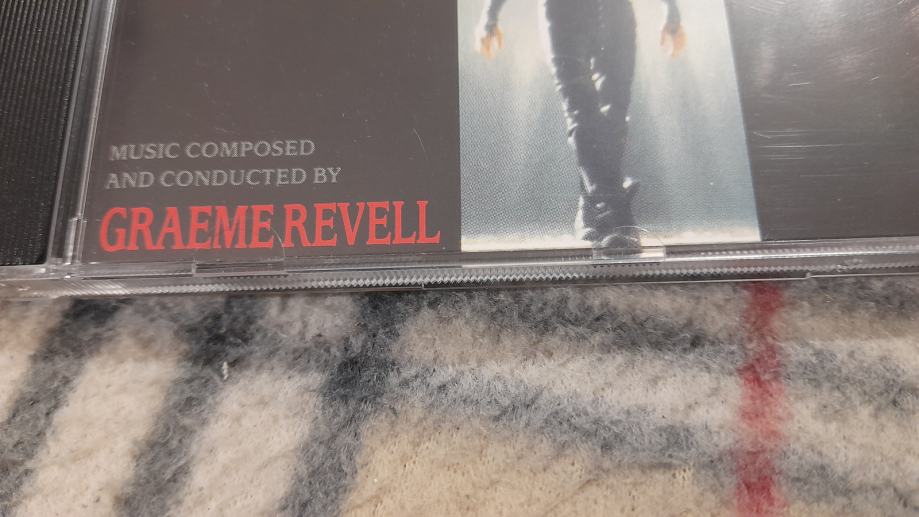 MUSIC COMPOSED
AND CONDUCTED BY
GRAEME REVELL